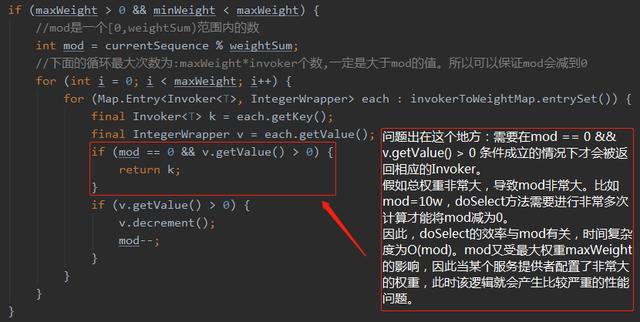 if (maxWeight > 0 && minWeight < maxWeight) {
//mod是一个[0,weightSum)范围内的数
int mod = currentSequence % weightSum;
//下面的循环最大次数为:maxWeight*invoker个数,一定是大于mod的值。所以可以保证mod会减到0
for (int i = 0; i < maxWeight; i++) {
for (Map.Entry<Invoker<T>, IntegerWrapper> each : invokerToWeightMap.entrySet()) {
final Invoker<T> k = each.getKey();
final IntegerWrapper v = each.getValue();
if (mod == 0 && v.getValue() > 0) {
return k;
}
if (v.getValue() > 0) {
v.decrement();
mod--;
}
}
}
}
问题出在这个地方：需要在mod == 0 &&
v.getValue() > 0 条件成立的情况下才会被返
回相应的Invoker。
假如总权重非常大，导致mod非常大。比如
mod=10w，doSelect方法需要进行非常多次
计算才能将mod减为0。
因此，doSelect的效率与mod有关，时间复杂
度为O(mod)。mod又受最大权重maxWeight
的影响，因此当某个服务提供者配置了非常大
的权重，此时该逻辑就会产生比较严重的性能
问题。